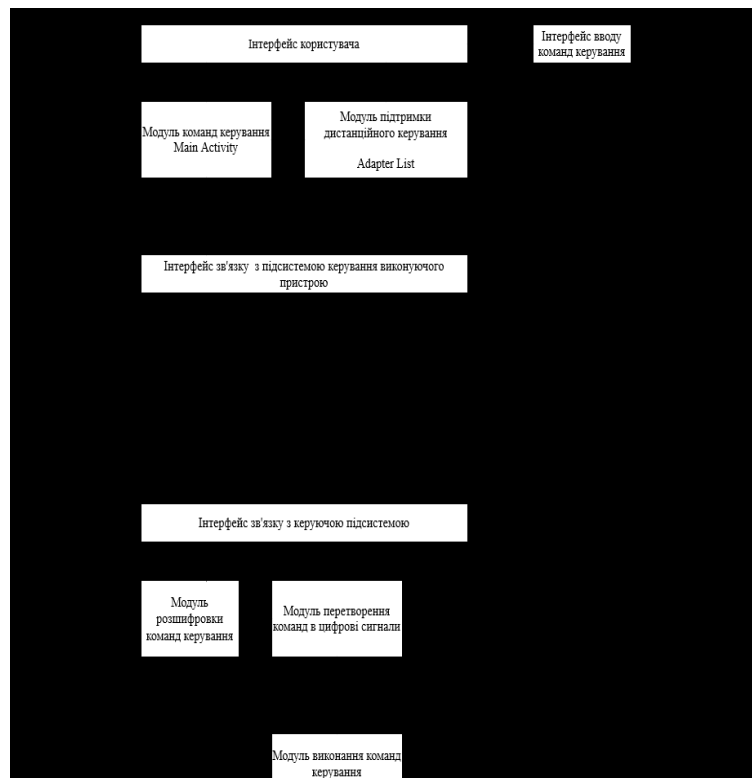 Інтерфейс користувача
Інтерфейс вводу
команд керування
Модуль команд керування
Main Activity
Модуль підтримки
дистанційного керування
Adapter List
Інтерфейс зв'язку з підсистемою керування виконуючого
пристрою
Інтерфейс зв'язку з керуючою підсистемою
Модуль
розшифровки
команд керування
Модуль перетворення
команд в цифрові сигнали
Модуль виконання команд
керування